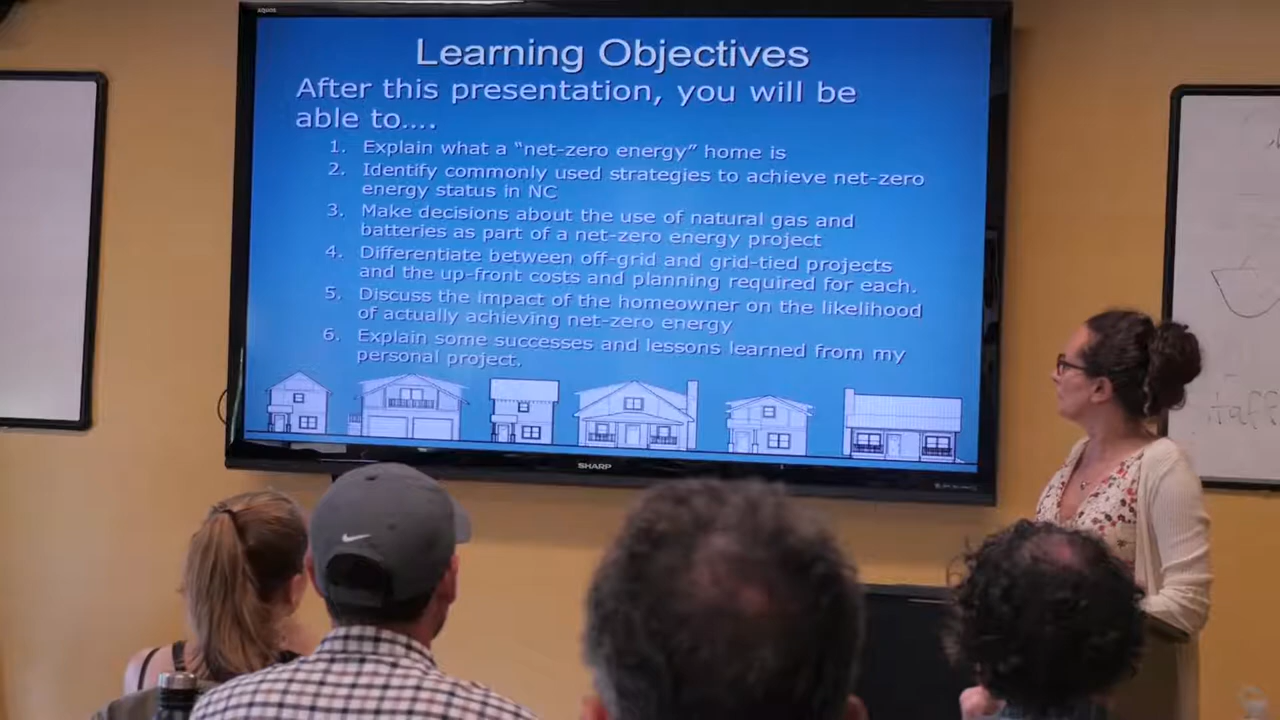 AQUOS
Learning Objectives
After this presentation, you will be
able to....
1. Explain what a “net-zero energy” home is
2. Identify commonly used strategies to achieve net-zero
energy status in NC
3. Make decisions about the use of natural gas and
batteries as part of a net-zero energy project
4. Differentiate between off-grid and grid-tied projects
and the up-front costs and planning required for each.
5. Discuss the impact of the homeowner on the likelihood
of actually achieving net-zero energy
6. Explain some successes and lessons learned from my
personal project.
SHARP